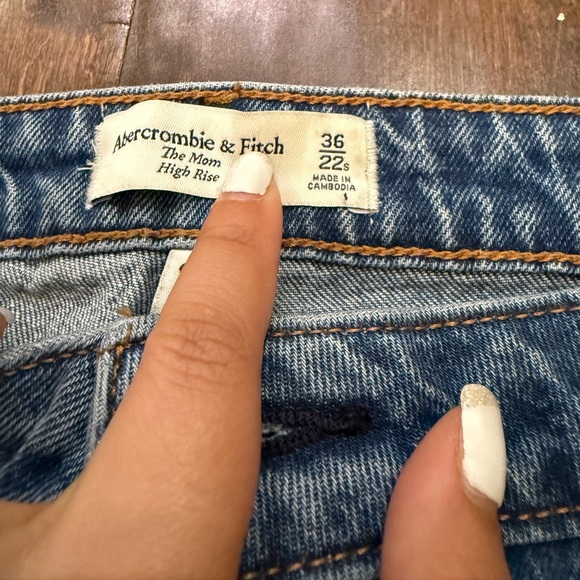 Abercrombie & Fitch
The Mom
High Rise
36
22s
MADE IN
CAMBODIA